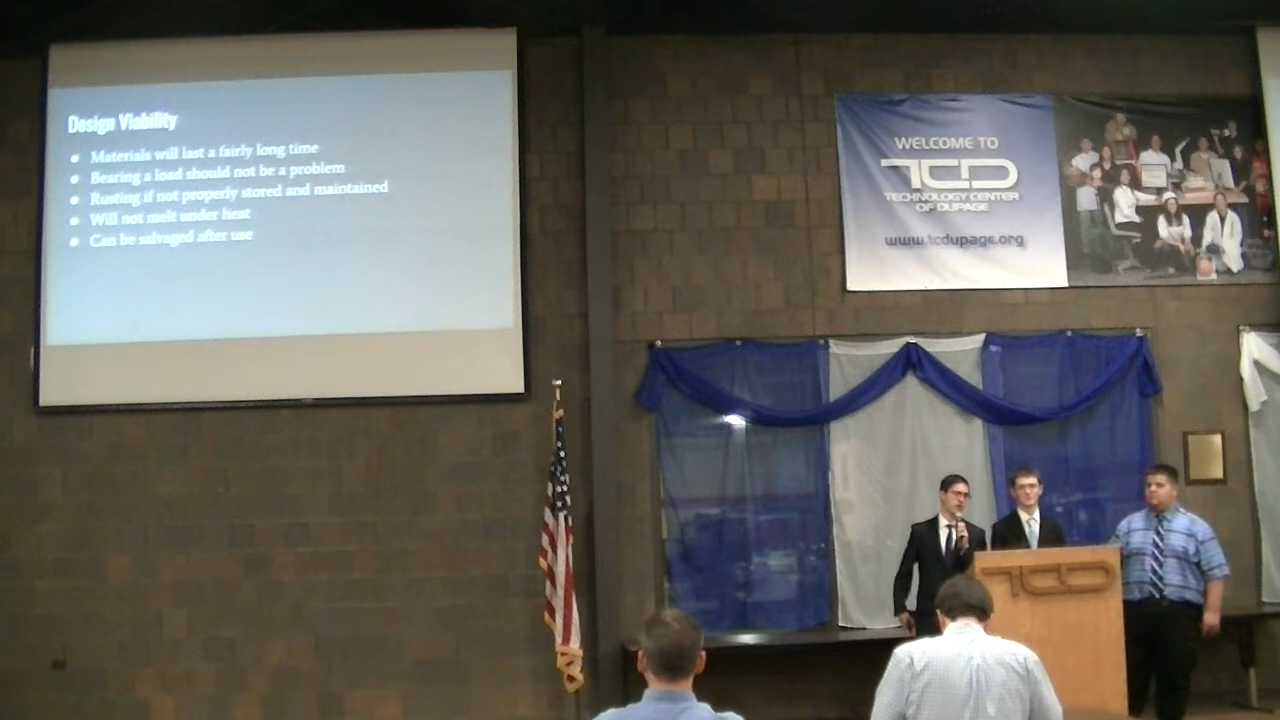 Design Viability
● Materials will last a fairly long time
● Bearing a load should not be a problem
● Rusting if not properly stored and maintained
● Will not melt under heat
● Can be salvaged after use
WELCOME TO
TCD
TECHNOLOGY CENTER
OF DUPAGE
www.tcdupage.org
TCD